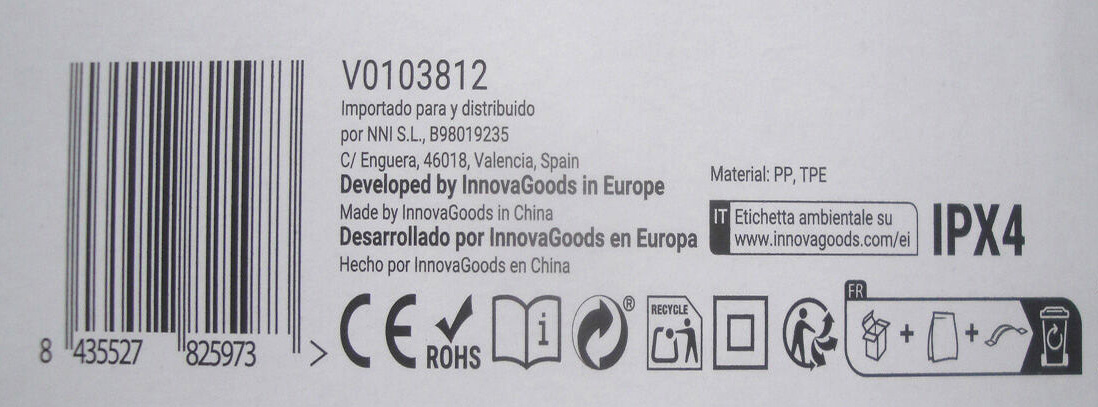 V0103812
Importado para y distribuido
por NNI S.L., B98019235
C/ Enguera, 46018, Valencia, Spain
Developed by InnovaGoods in Europe
Made by InnovaGoods in China
Desarrollado por InnovaGoods en Europa
Hecho por InnovaGoods en China
Material: PP, TPE
IT Etichetta ambientale su
www.innovagoods.com/ei
IPX4
8 435527 825973 >
CE
ROHS
i
®
RECYCLE
FR
+ +